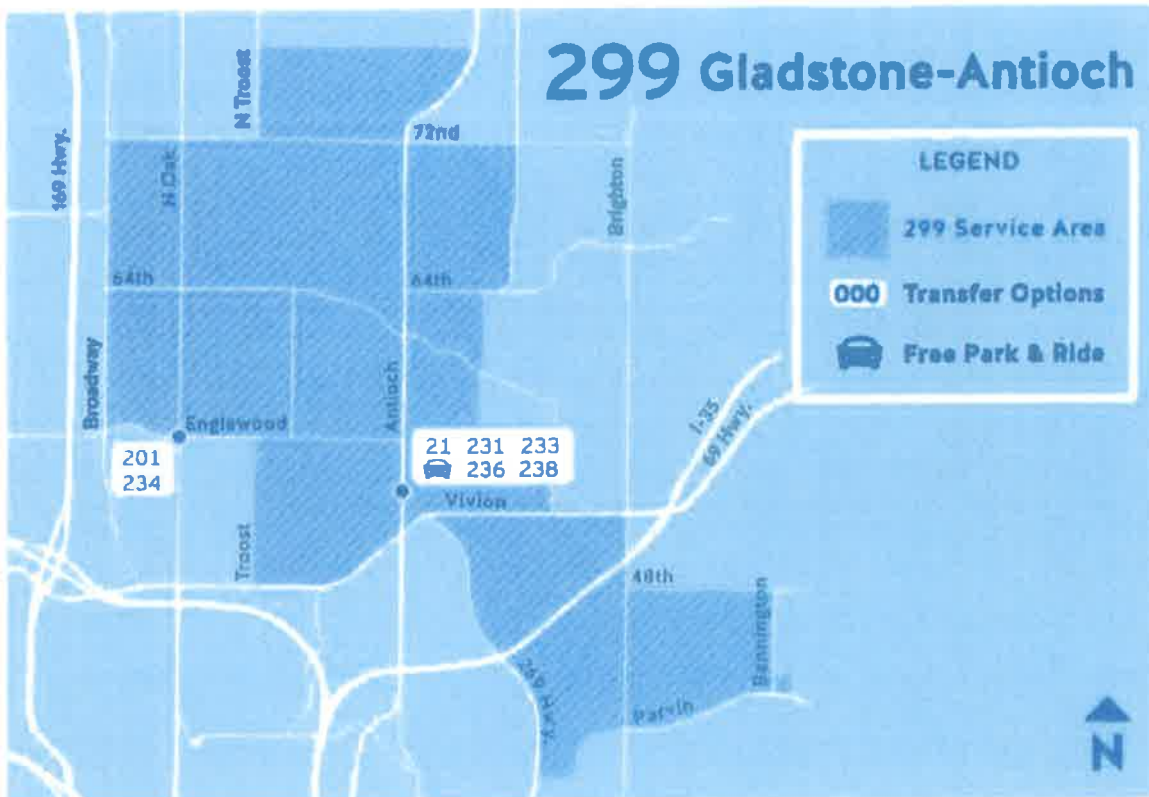 299 Gladstone-Antioch
N Troost
72nd
169 Hwy.
N Oak
Brighton
LEGEND
299 Service Area
000 Transfer Options
Free Park & Ride
64th
64th
Broadway
Antioch
Englewood
I-35
69 Hwy.
201
234
21 231 233
236 238
Vivion
Troost
48th
Bennington
269 Hwy.
Parvin
N